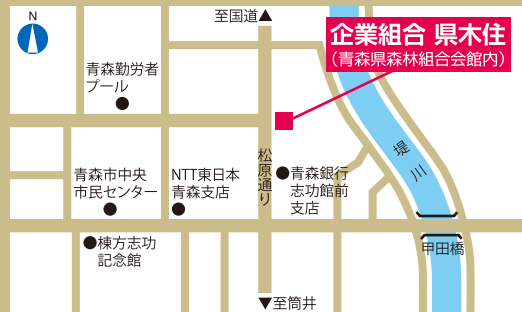 N
至国道▲
企業組合 県木住
（青森県森林組合会館内）
青森勤労者
プール
松原通り
堤川
青森市中央
市民センター
NTT東日本
青森支店
青森銀行
志功館前
支店
棟方志功
記念館
甲田橋
▼至筒井